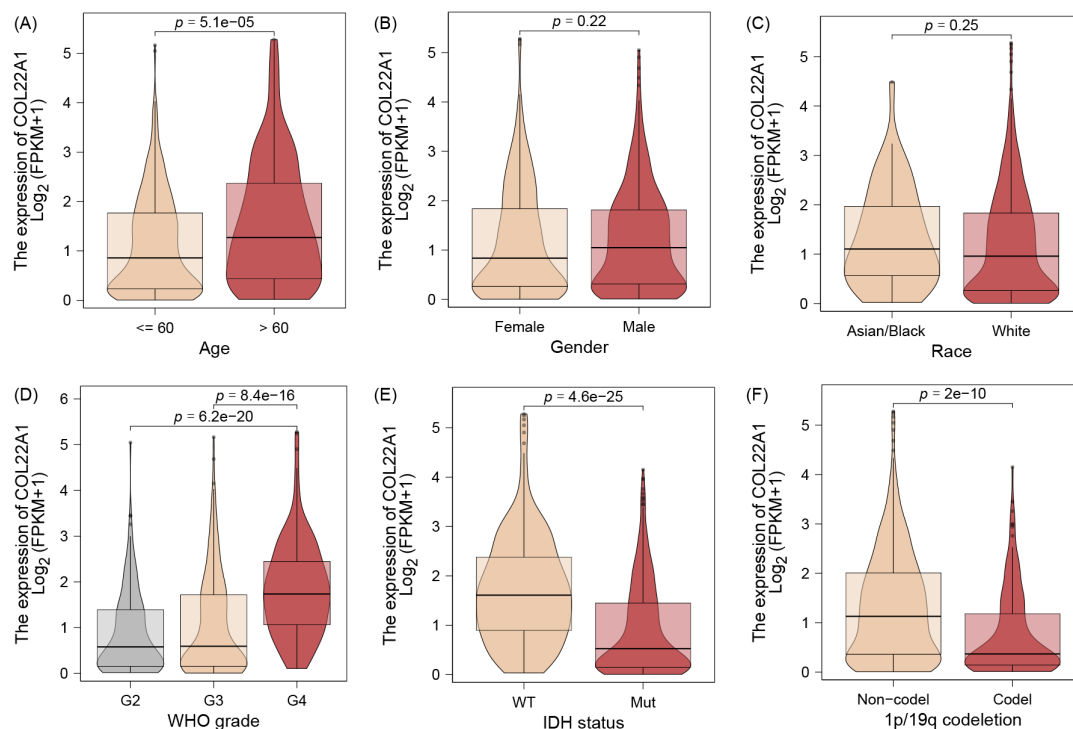 (A)
p = 5.1e−05
The expression of COL22A1
Log2 (FPKM+1)
5
4
3
2
1
0
<= 60
> 60
Age
(B)
p = 0.22
The expression of COL22A1
Log2 (FPKM+1)
5
4
3
2
1
0
Female
Male
Gender
(C)
p = 0.25
The expression of COL22A1
Log2 (FPKM+1)
5
4
3
2
1
0
Asian/Black
White
Race
(D)
p = 8.4e−16
p = 6.2e−20
The expression of COL22A1
Log2 (FPKM+1)
6
5
4
3
2
1
0
G2
G3
G4
WHO grade
(E)
p = 4.6e−25
The expression of COL22A1
Log2 (FPKM+1)
5
4
3
2
1
0
WT
Mut
IDH status
(F)
p = 2e−10
The expression of COL22A1
Log2 (FPKM+1)
5
4
3
2
1
0
Non−codel
Codel
1p/19q codeletion